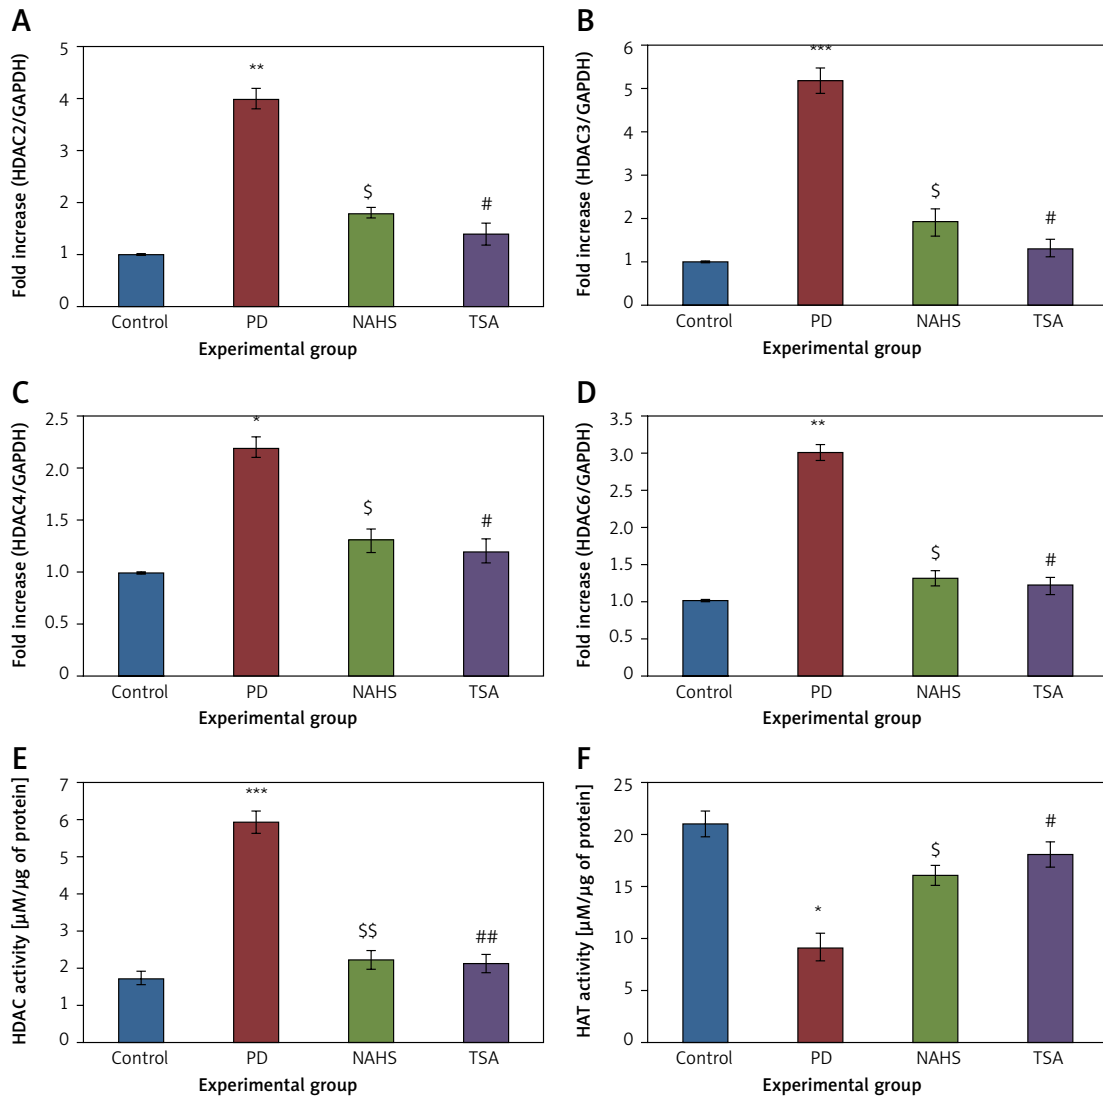 A
Fold increase (HDAC2/GAPDH)
5
4
3
2
1
0
**
$
#
Control PD NAHS TSA
Experimental group
B
Fold increase (HDAC3/GAPDH)
6
5
4
3
2
1
0
***
$
#
Control PD NAHS TSA
Experimental group
C
Fold increase (HDAC4/GAPDH)
2.5
2.0
1.5
1.0
0.5
0
*
$
#
Control PD NAHS TSA
Experimental group
D
Fold increase (HDAC6/GAPDH)
3.5
3.0
2.5
2.0
1.5
1.0
0.5
0
**
$
#
Control PD NAHS TSA
Experimental group
E
HDAC activity [µM/µg of protein]
7
6
5
4
3
2
1
0
***
$$
##
Control PD NAHS TSA
Experimental group
F
HAT activity [µM/µg of protein]
25
20
15
10
5
0
*
$
#
Control PD NAHS TSA
Experimental group